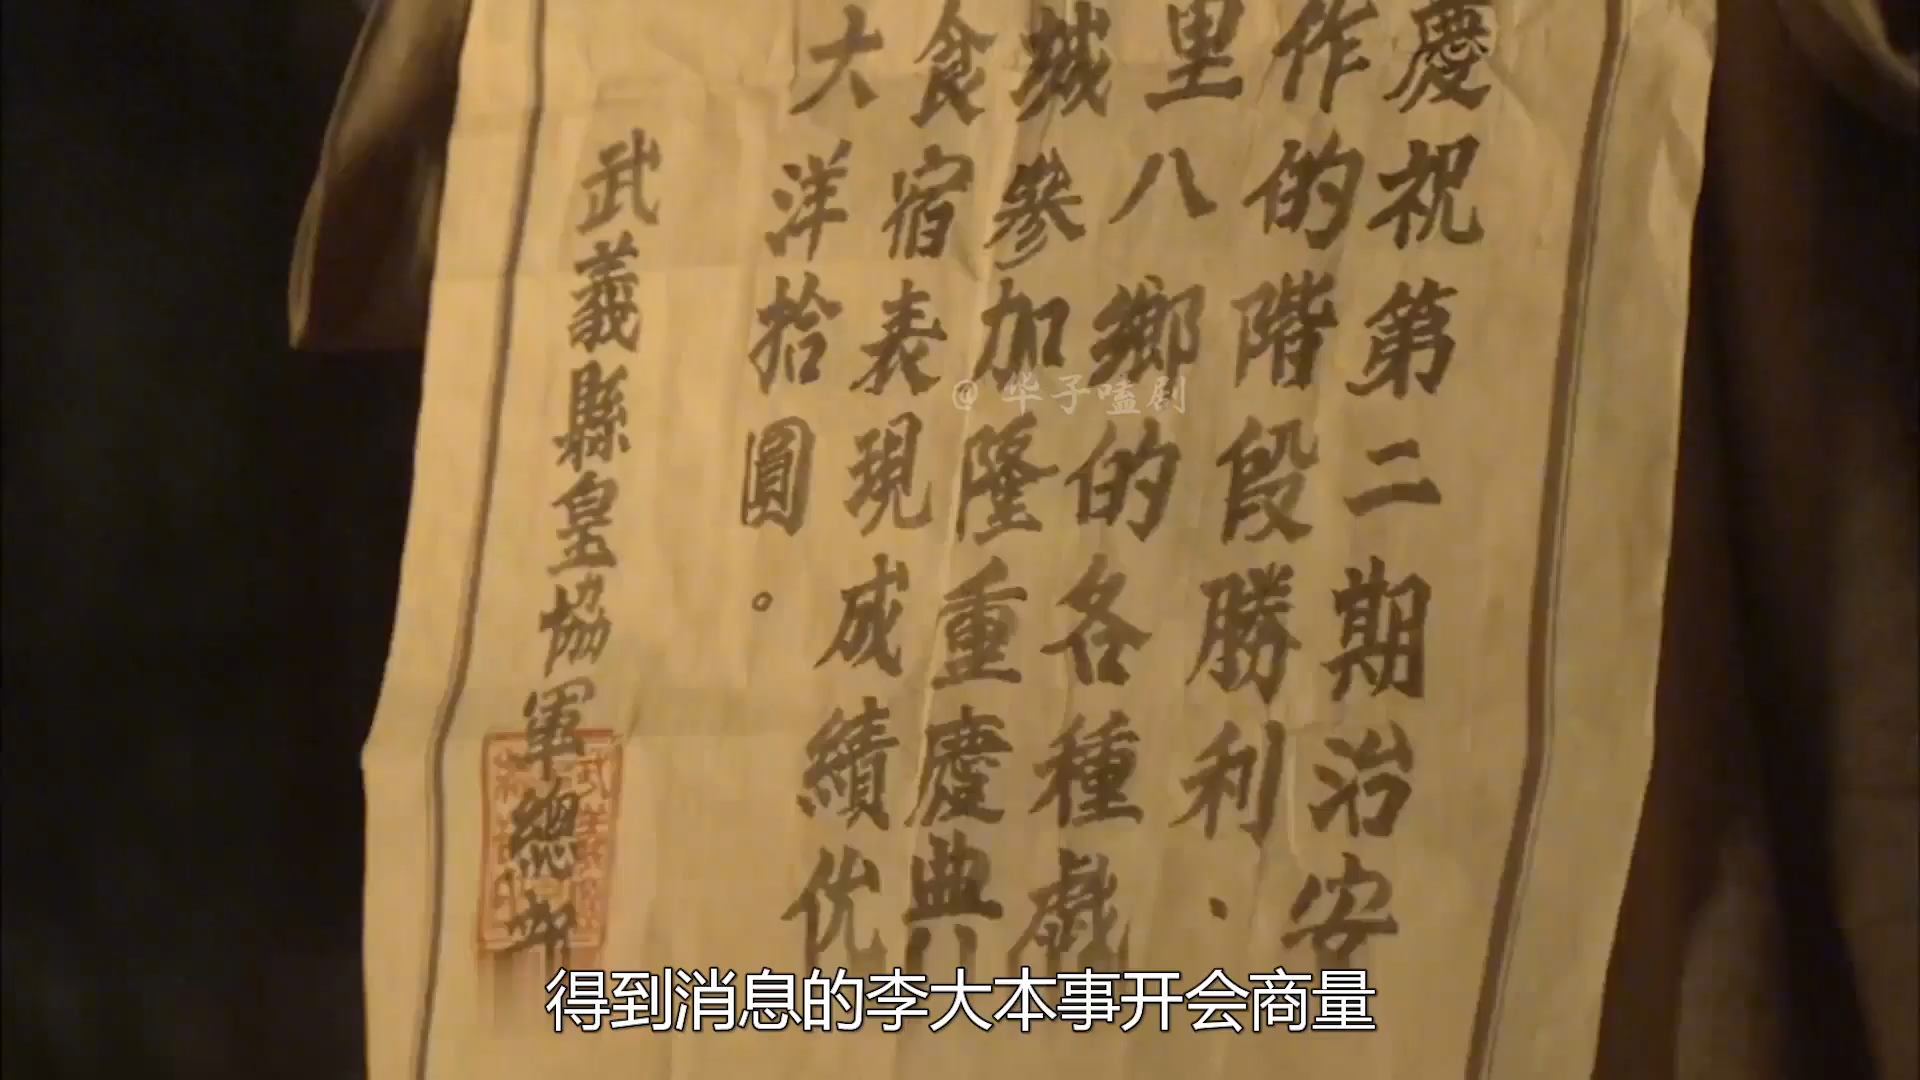 慶祝第二期治安
作的階段勝利．
里八鄉的各種戲
城參加隆重慶典
食宿表現成績优
大洋拾圓。
武義縣皇協軍總部
@华子嗑剧
得到消息的李大本事开会商量